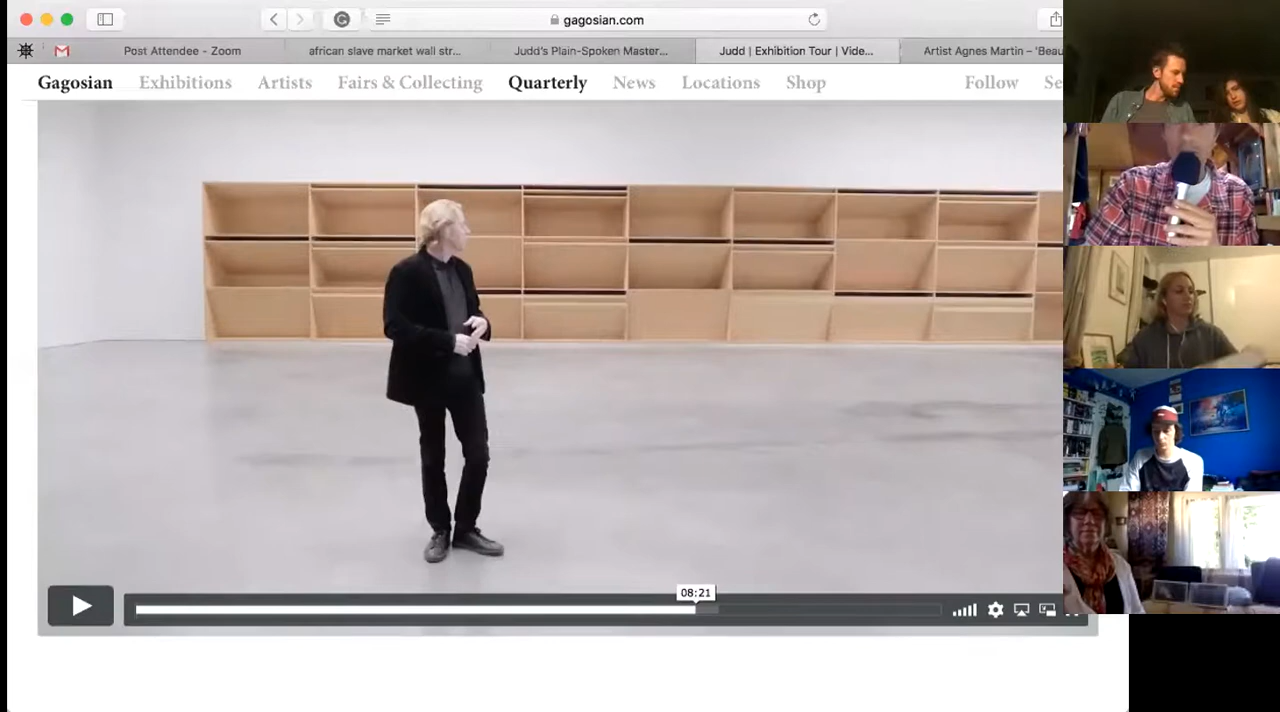 gagosian.com
Post Attendee - Zoom
african slave market wall str...
Judd's Plain-Spoken Master...
Judd | Exhibition Tour | Vide...
Artist Agnes Martin – 'Beau
Gagosian Exhibitions Artists Fairs & Collecting Quarterly News Locations Shop Follow Se
08:21